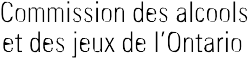 Commission des alcools
et des jeux de l'Ontario